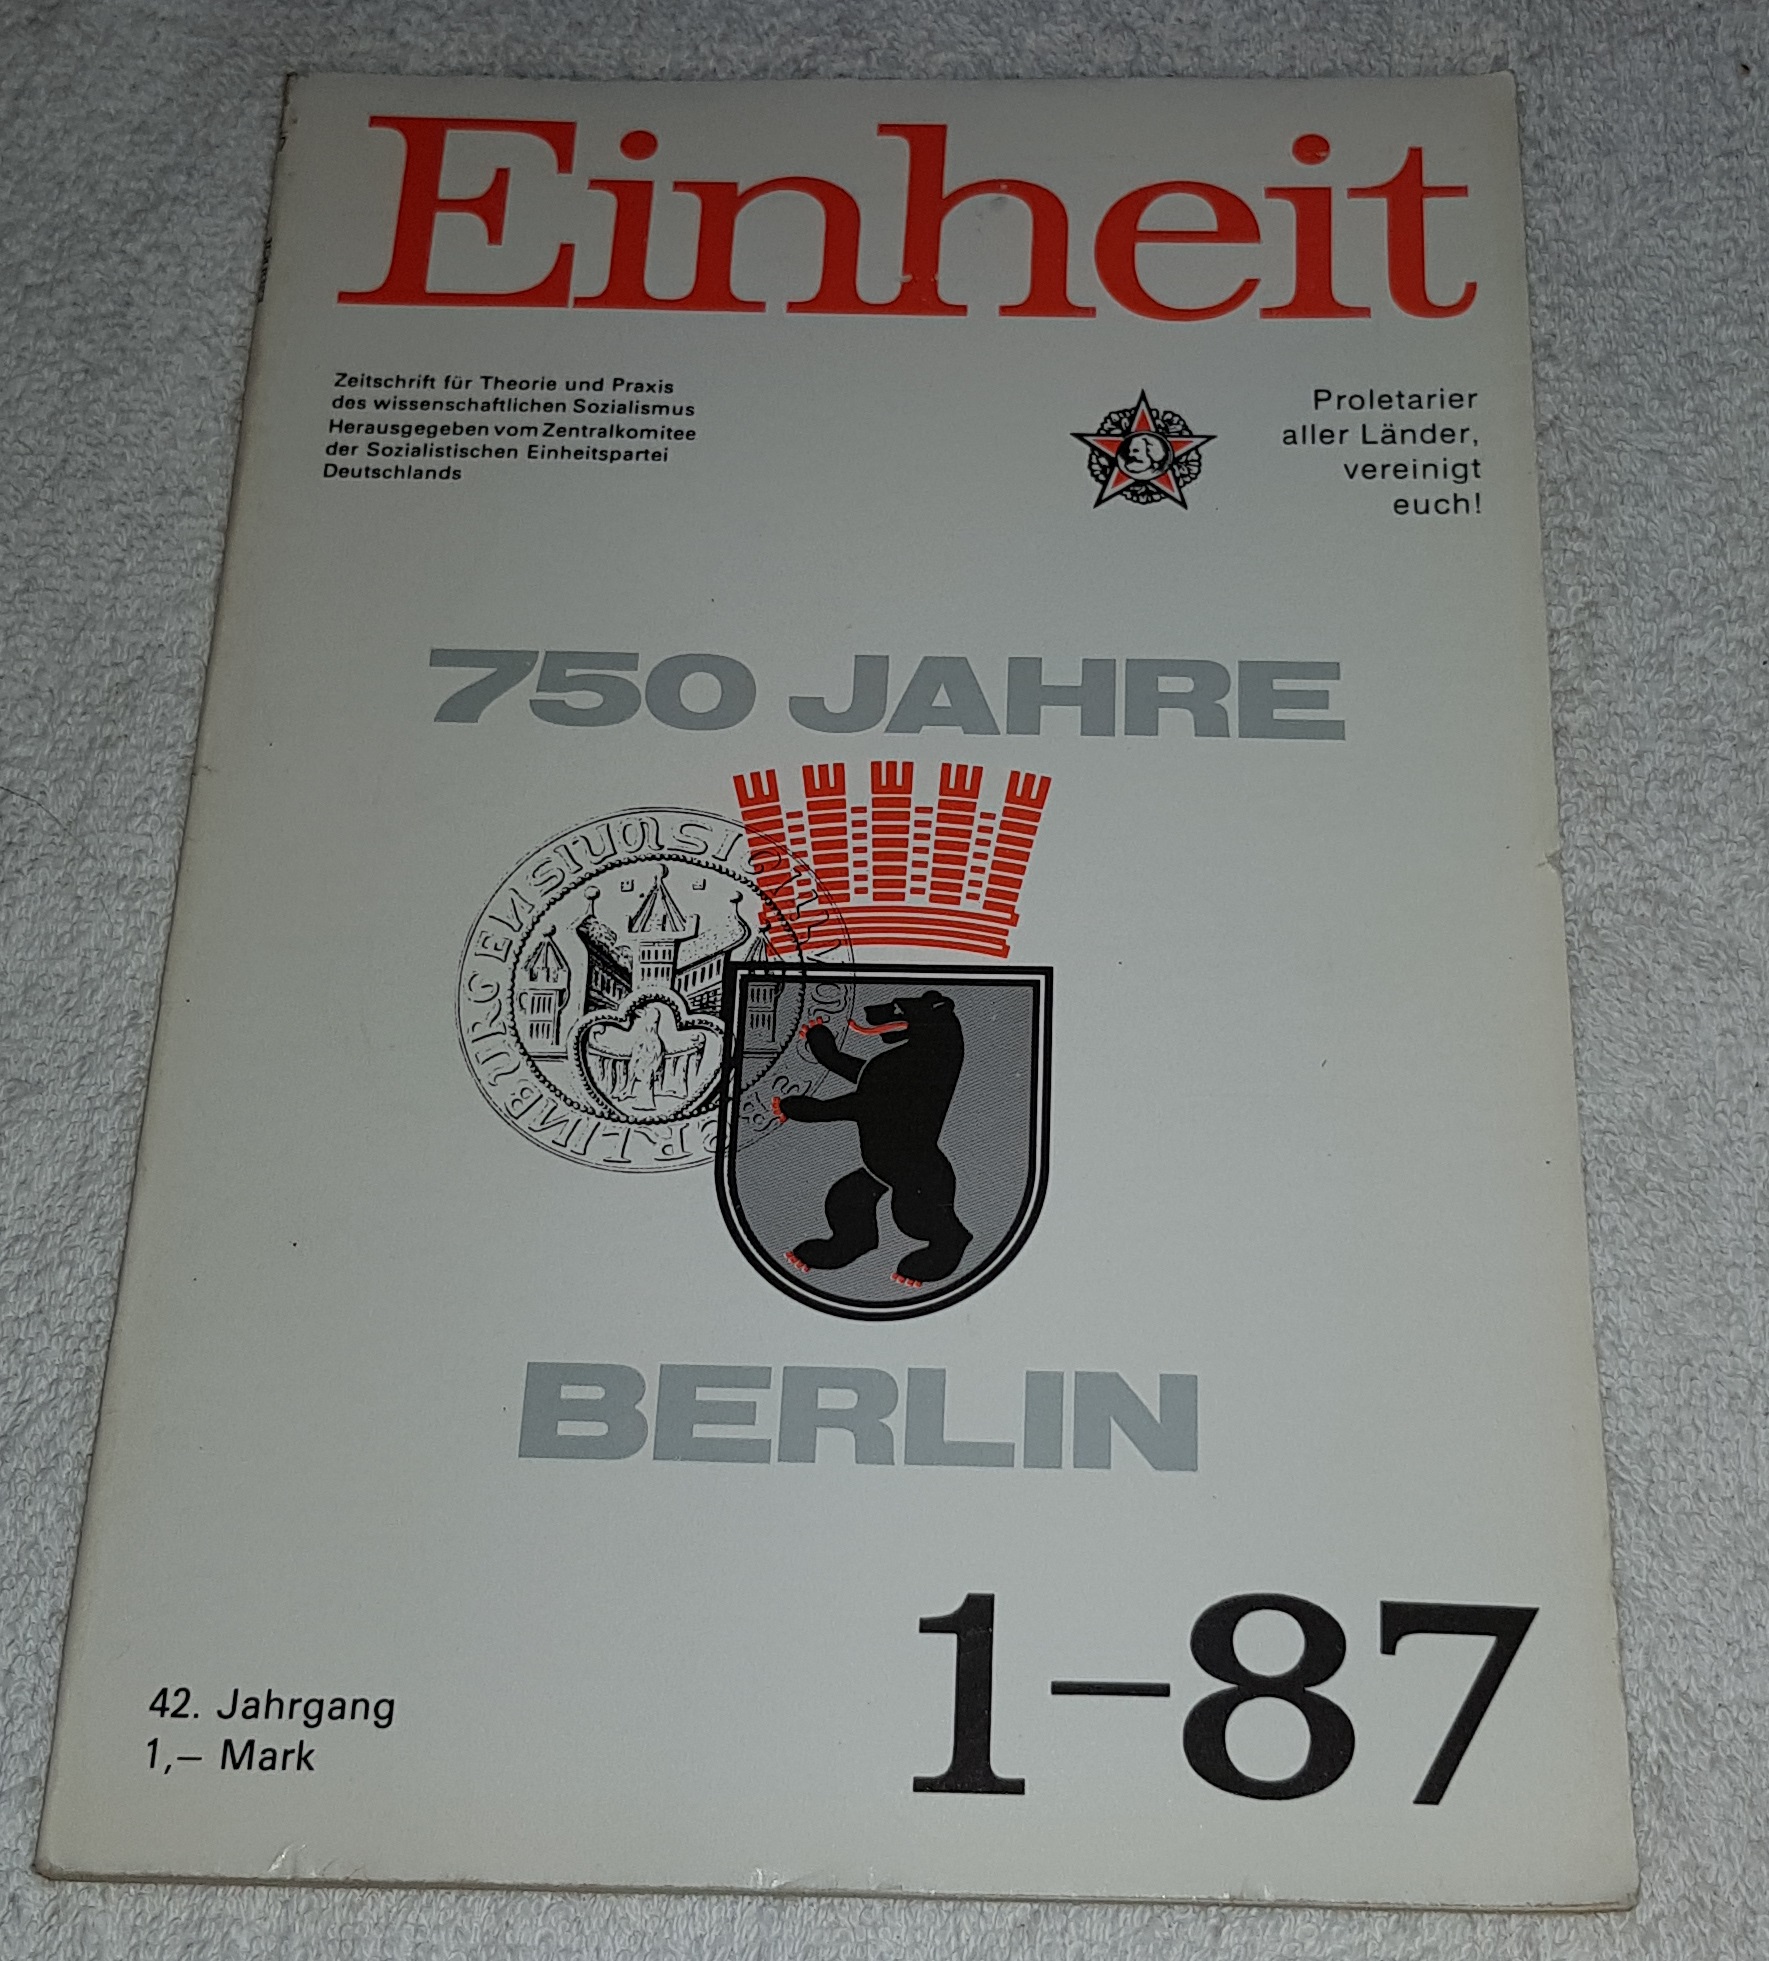 Einheit
Zeitschrift für Theorie und Praxis
des wissenschaftlichen Sozialismus
Herausgegeben vom Zentralkomitee
der Sozialistischen Einheitspartei
Deutschlands
Proletarier
aller Länder,
vereinigt
euch!
750 JAHRE
BERLIN
42. Jahrgang
1,– Mark
1–87